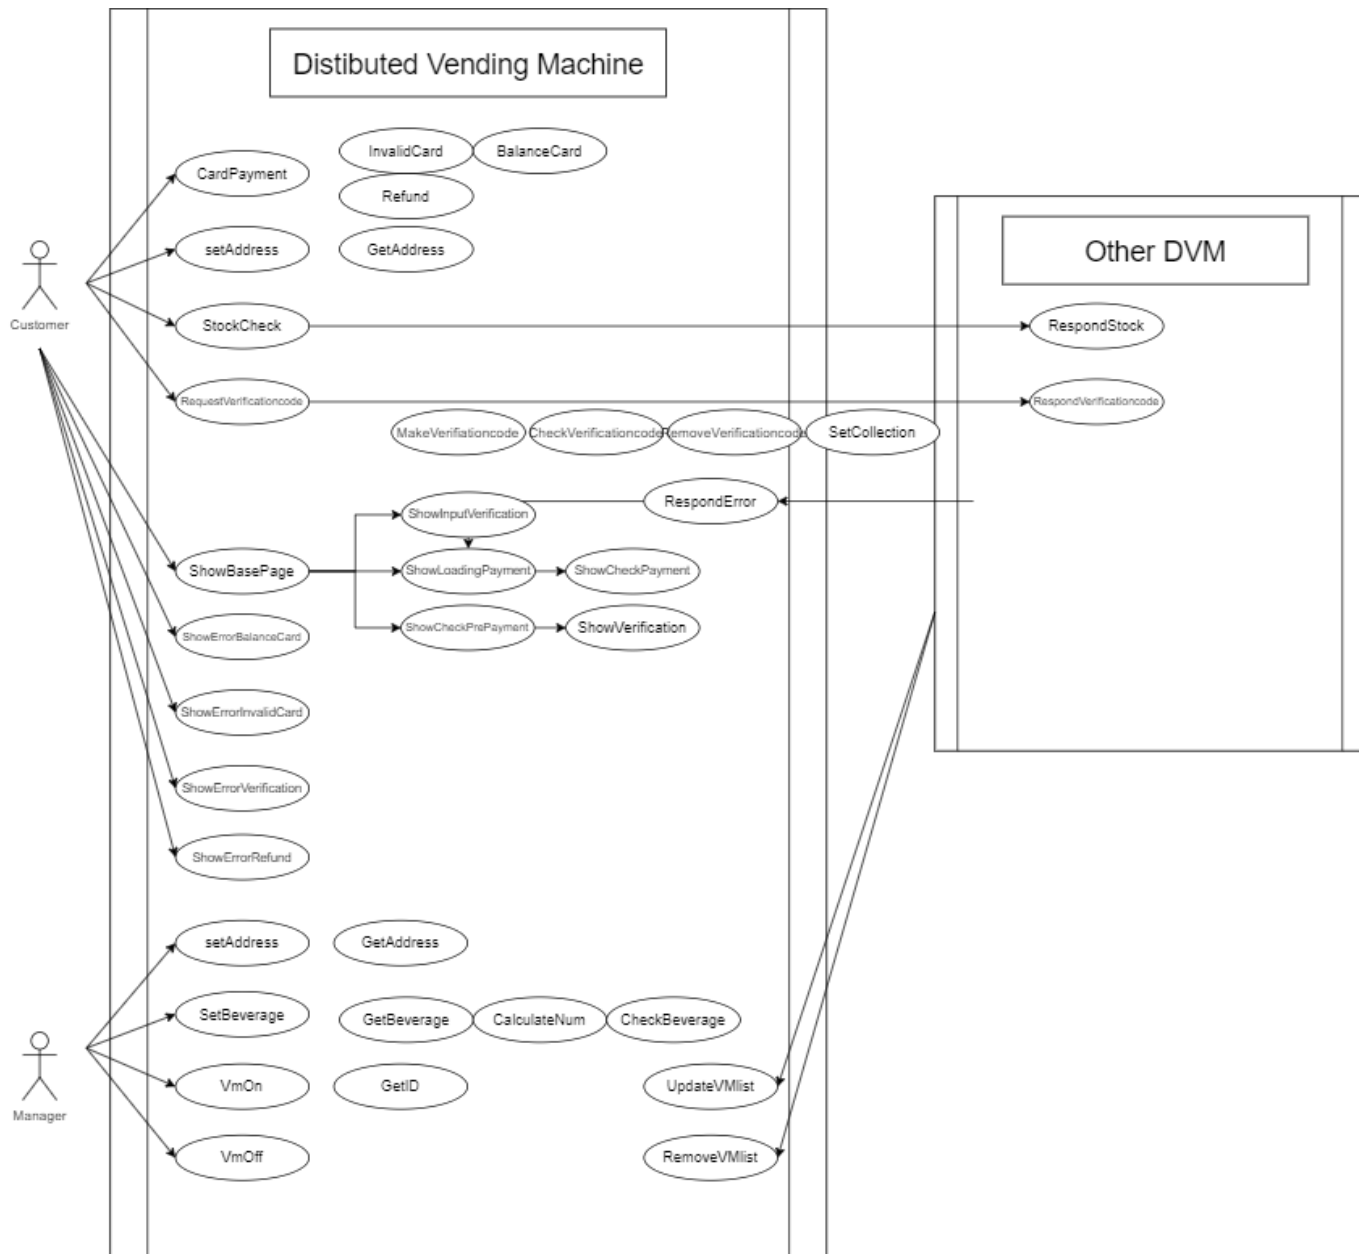 Distibuted Vending Machine
InvalidCard
BalanceCard
CardPayment
Refund
setAddress
GetAddress
Other DVM
Customer
StockCheck
RespondStock
RequestVerificationcode
RespondVerificationcode
MakeVerifiationcode
CheckVerificationcode
RemoveVerificationcode
SetCollection
RespondError
ShowInputVerification
ShowBasePage
ShowLoadingPayment
ShowCheckPayment
ShowCheckPrePayment
ShowVerification
ShowErrorBalanceCard
ShowErrorInvalidCard
ShowErrorVerification
ShowErrorRefund
setAddress
GetAddress
SetBeverage
GetBeverage
CalculateNum
CheckBeverage
VmOn
GetID
UpdateVMlist
Manager
VmOff
RemoveVMlist